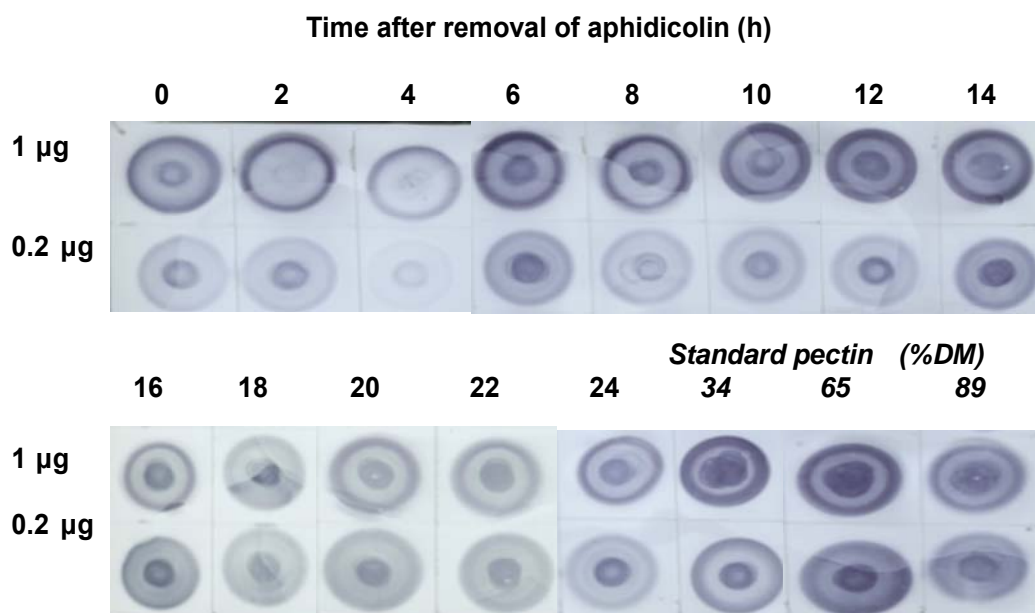 Time after removal of aphidicolin (h)
0 2 4 6 8 10 12 14
1 µg
0.2 µg
Standard pectin (%DM)
16 18 20 22 24 34 65 89
1 µg
0.2 µg